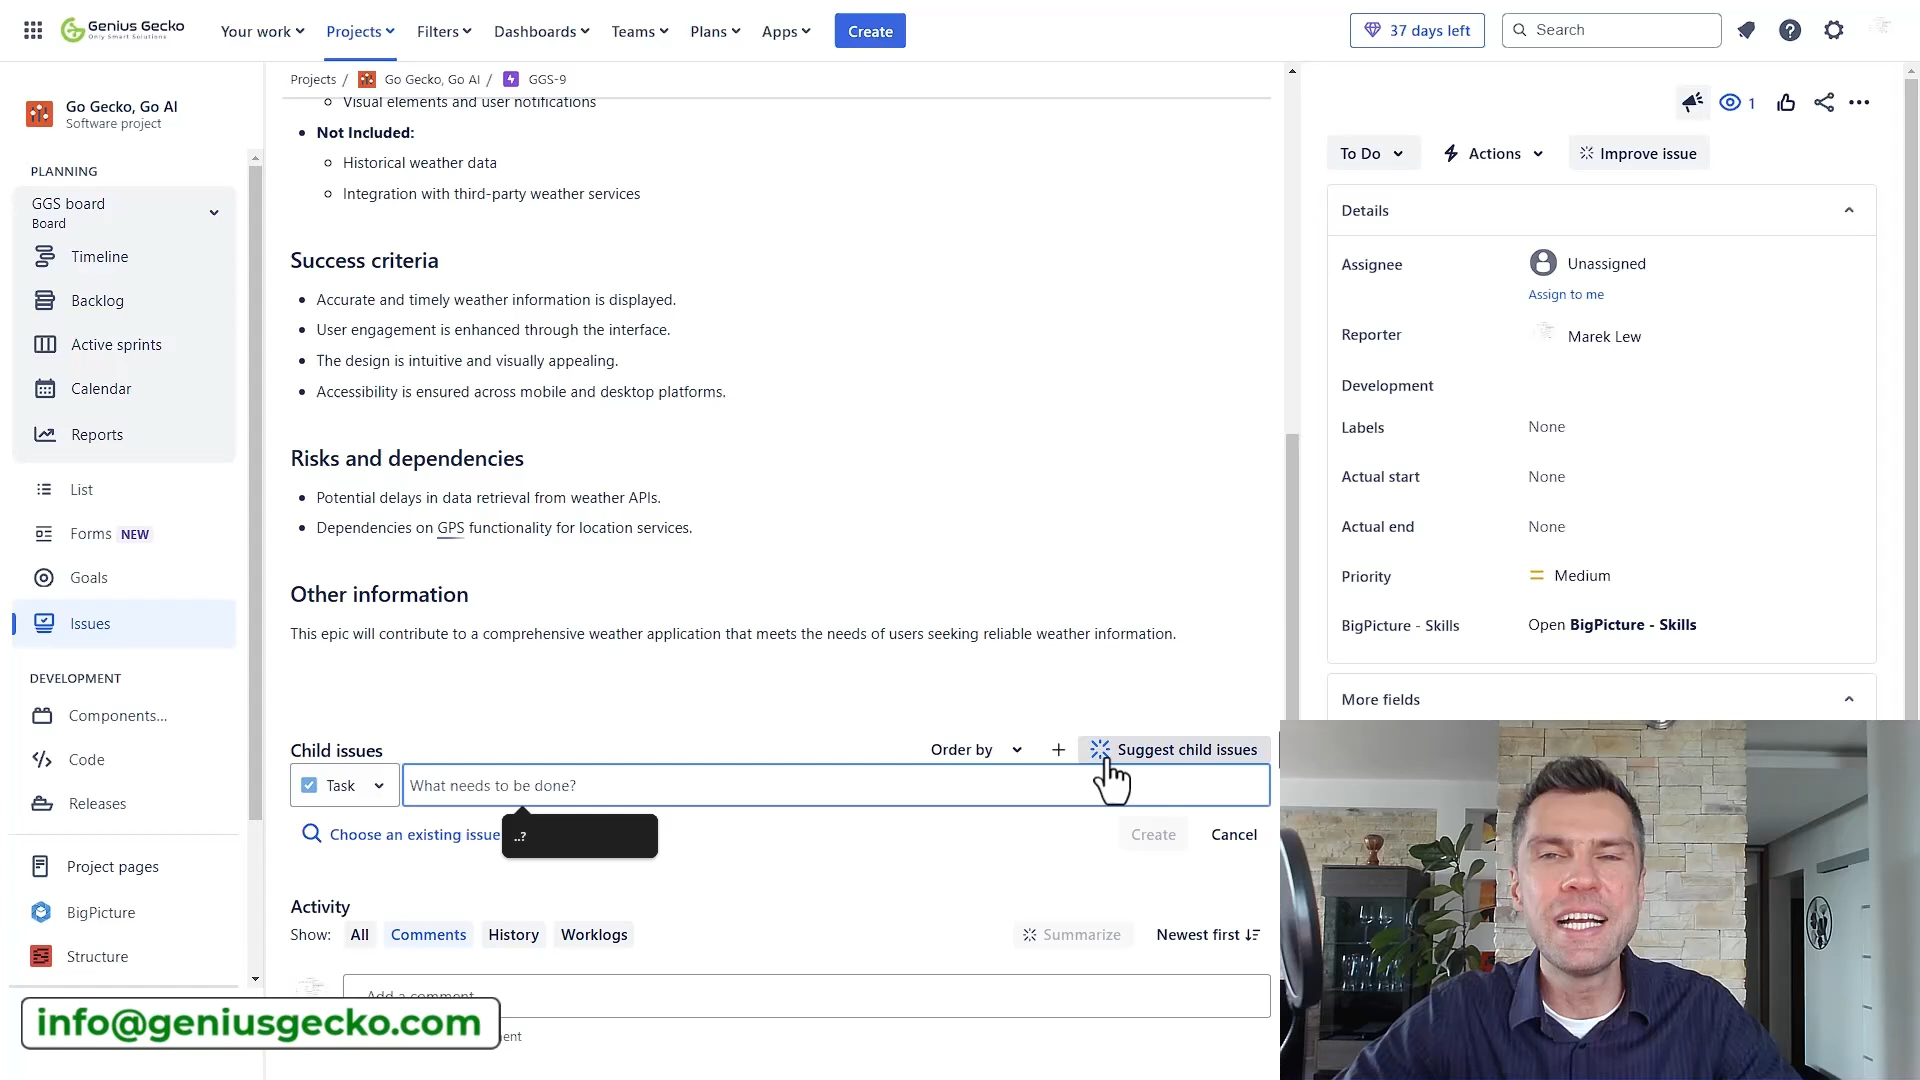 Genius Gecko
Only Smart Solutions
Your work
Projects
Filters
Dashboards
Teams
Plans
Apps
Create
37 days left
Search
Go Gecko, Go AI
Software project
PLANNING
GGS board
Board
Timeline
Backlog
Active sprints
Calendar
Reports
List
Forms NEW
Goals
Issues
DEVELOPMENT
Components...
Code
Releases
Project pages
BigPicture
Structure
Projects / Go Gecko, Go AI / GGS-9
Visual elements and user notifications
Not Included:
Historical weather data
Integration with third-party weather services
Success criteria
Accurate and timely weather information is displayed.
User engagement is enhanced through the interface.
The design is intuitive and visually appealing.
Accessibility is ensured across mobile and desktop platforms.
Risks and dependencies
Potential delays in data retrieval from weather APIs.
Dependencies on GPS functionality for location services.
Other information
This epic will contribute to a comprehensive weather application that meets the needs of users seeking reliable weather information.
Child issues
Order by
Suggest child issues
Task
What needs to be done?
Choose an existing issue
..?
Create
Cancel
Activity
Show: All Comments History Worklogs
Summarize
Newest first
Add a comment
1
To Do
Actions
Improve issue
Details
Assignee
Unassigned
Assign to me
Reporter
Marek Lew
Development
Labels
None
Actual start
None
Actual end
None
Priority
Medium
BigPicture - Skills
Open BigPicture - Skills
More fields
info@geniusgecko.com